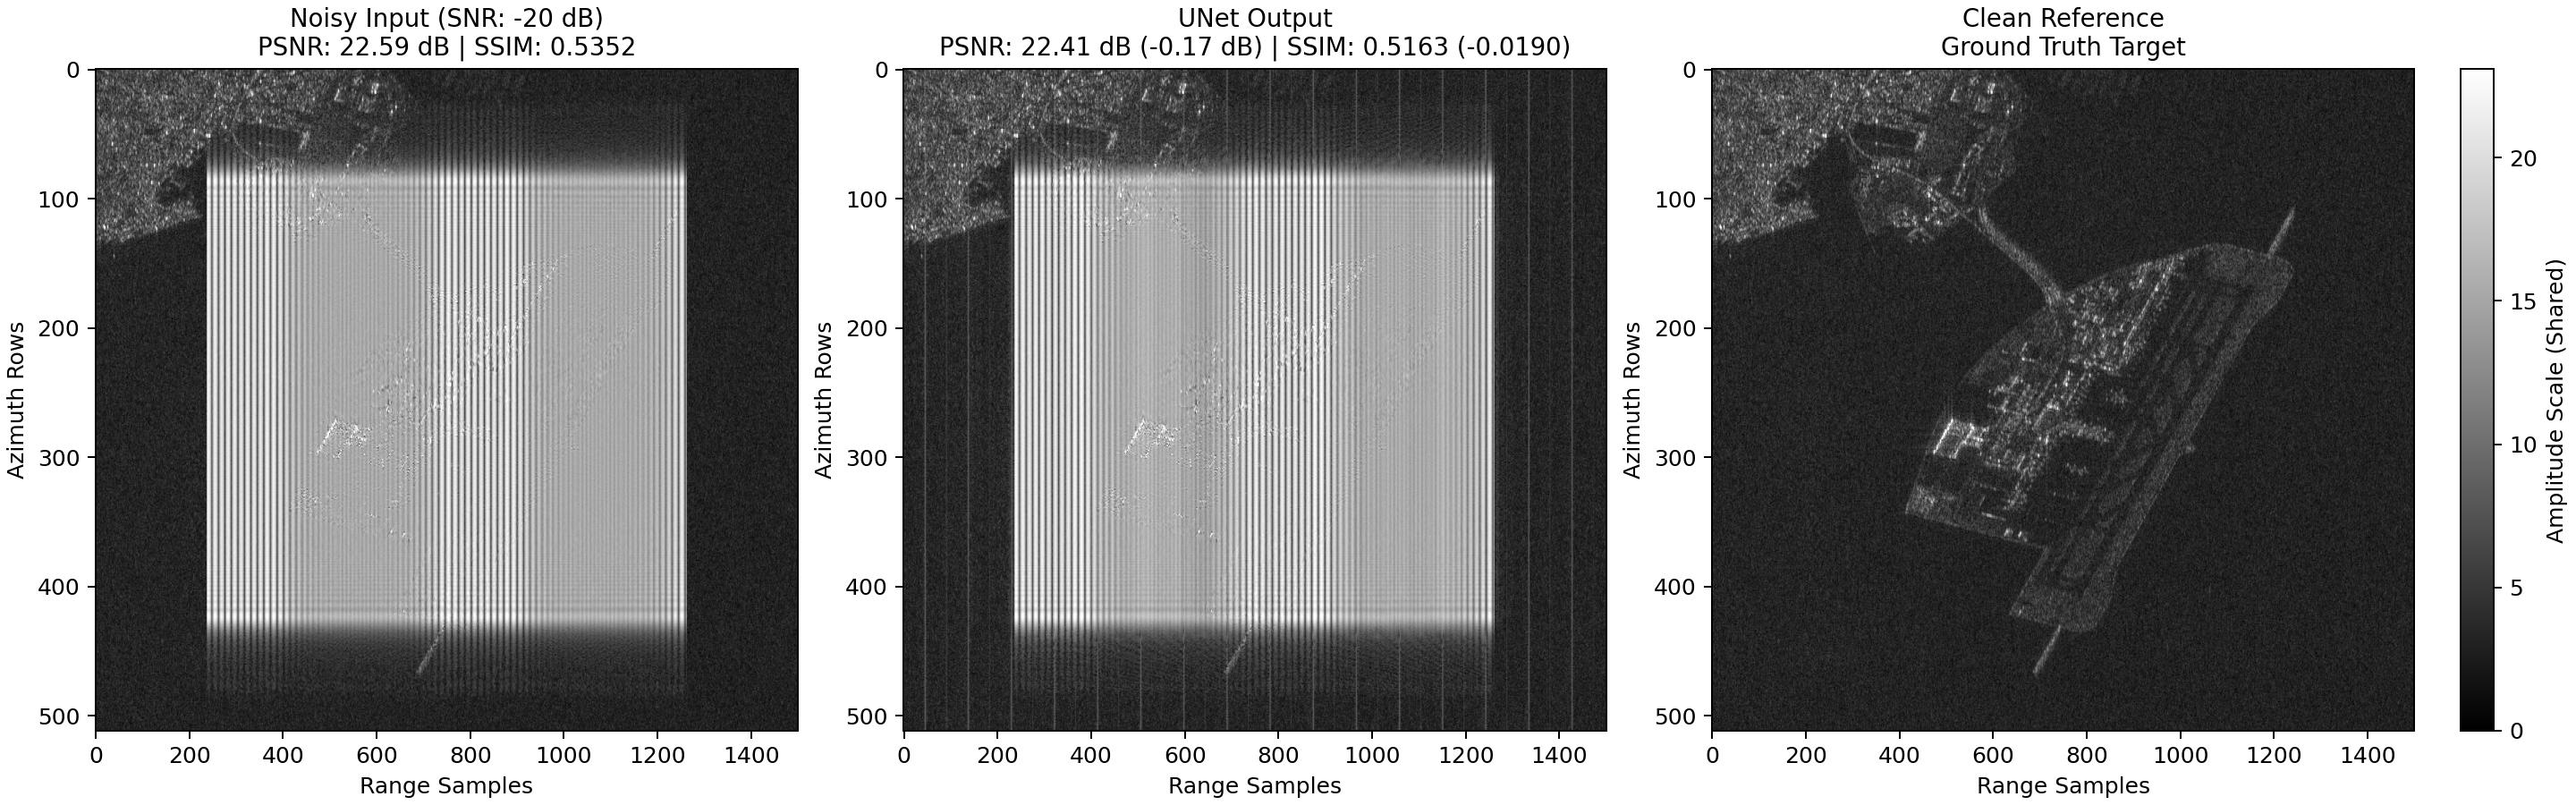 Noisy Input (SNR: -20 dB)
PSNR: 22.59 dB | SSIM: 0.5352
0
100
200
300
400
500
Azimuth Rows
0 200 400 600 800 1000 1200 1400
Range Samples
UNet Output
PSNR: 22.41 dB (-0.17 dB) | SSIM: 0.5163 (-0.0190)
0
100
200
300
400
500
Azimuth Rows
0 200 400 600 800 1000 1200 1400
Range Samples
Clean Reference
Ground Truth Target
0
100
200
300
400
500
Azimuth Rows
0 200 400 600 800 1000 1200 1400
Range Samples
20
15
10
5
0
Amplitude Scale (Shared)